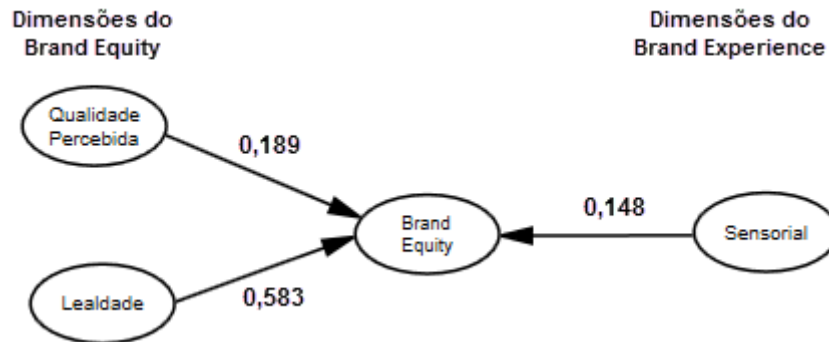 Dimensões do
Brand Equity
Dimensões do
Brand Experience
Qualidade
Percebida
0,189
Brand
Equity
0,148
Sensorial
Lealdade
0,583